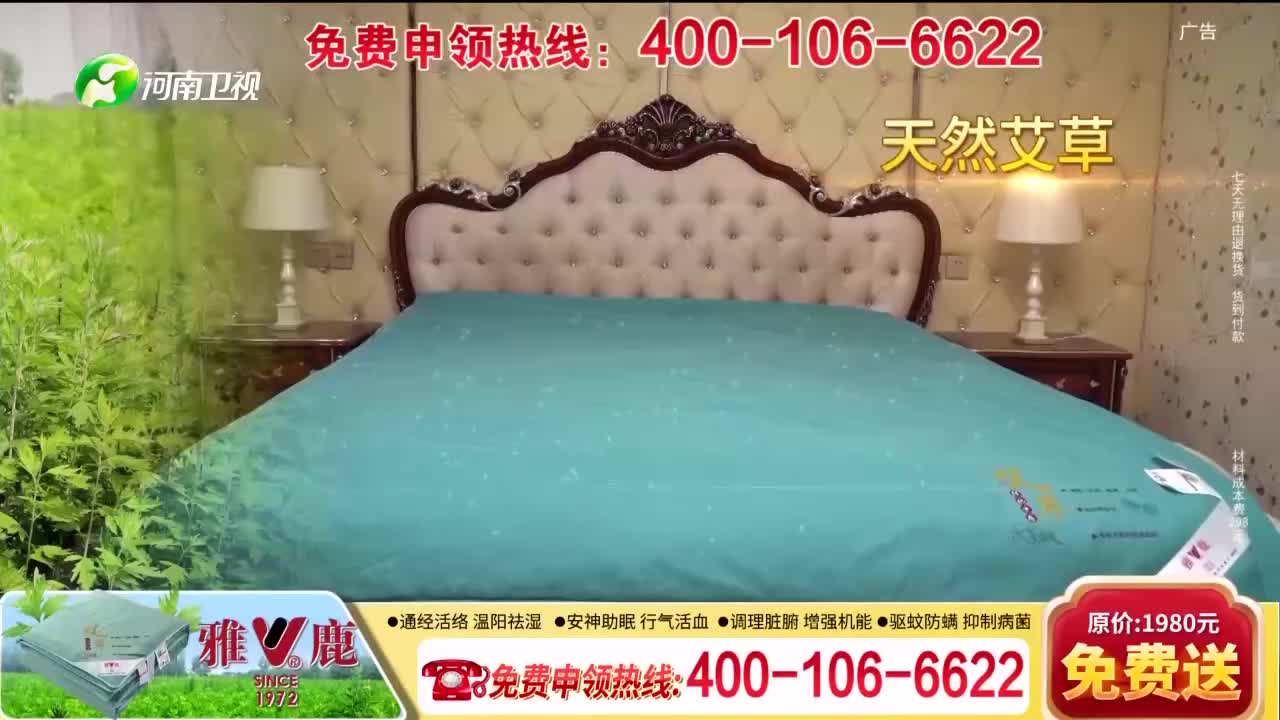 免费申领热线：400-106-6622
广告
河南卫视
天然艾草
七天无理由退换货 货到付款
材料成本费298
●通经活络 温阳祛湿 ●安神助眠 行气活血 ●调理脏腑 增强机能 ●驱蚊防螨 抑制病菌
原价:1980元
雅鹿
®
SINCE
1972
免费申领热线:400-106-6622
免费送